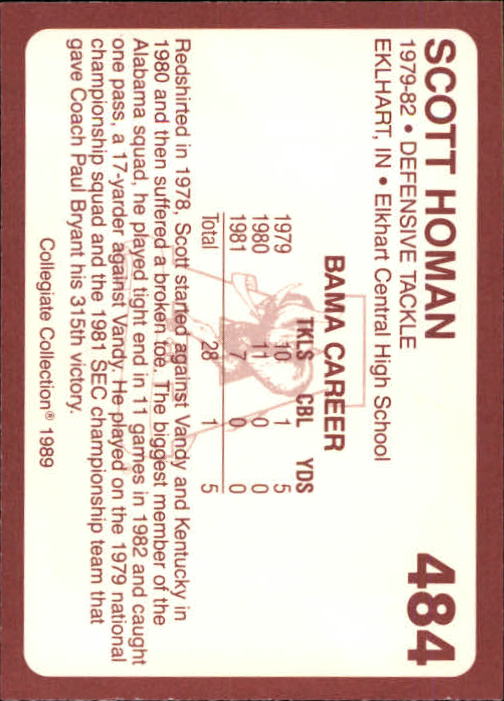 SCOTT HOMAN 484
1979-82 • DEFENSIVE TACKLE
EKLHART, IN • Elkhart Central High School
BAMA CAREER
TKLS CBL YDS
1979 10 1 5
1980 11 0 0
1981 7 0 0
Total 28 1 5
Redshirted in 1978, Scott started against Vandy and Kentucky in
1980 and then suffered a broken toe. The biggest member of the
Alabama squad, he played tight end in 11 games in 1982 and caught
one pass, a 17-yarder against Vandy. He played on the 1979 national
championship squad and the 1981 SEC championship team that
gave Coach Paul Bryant his 315th victory.
Collegiate Collection® 1989